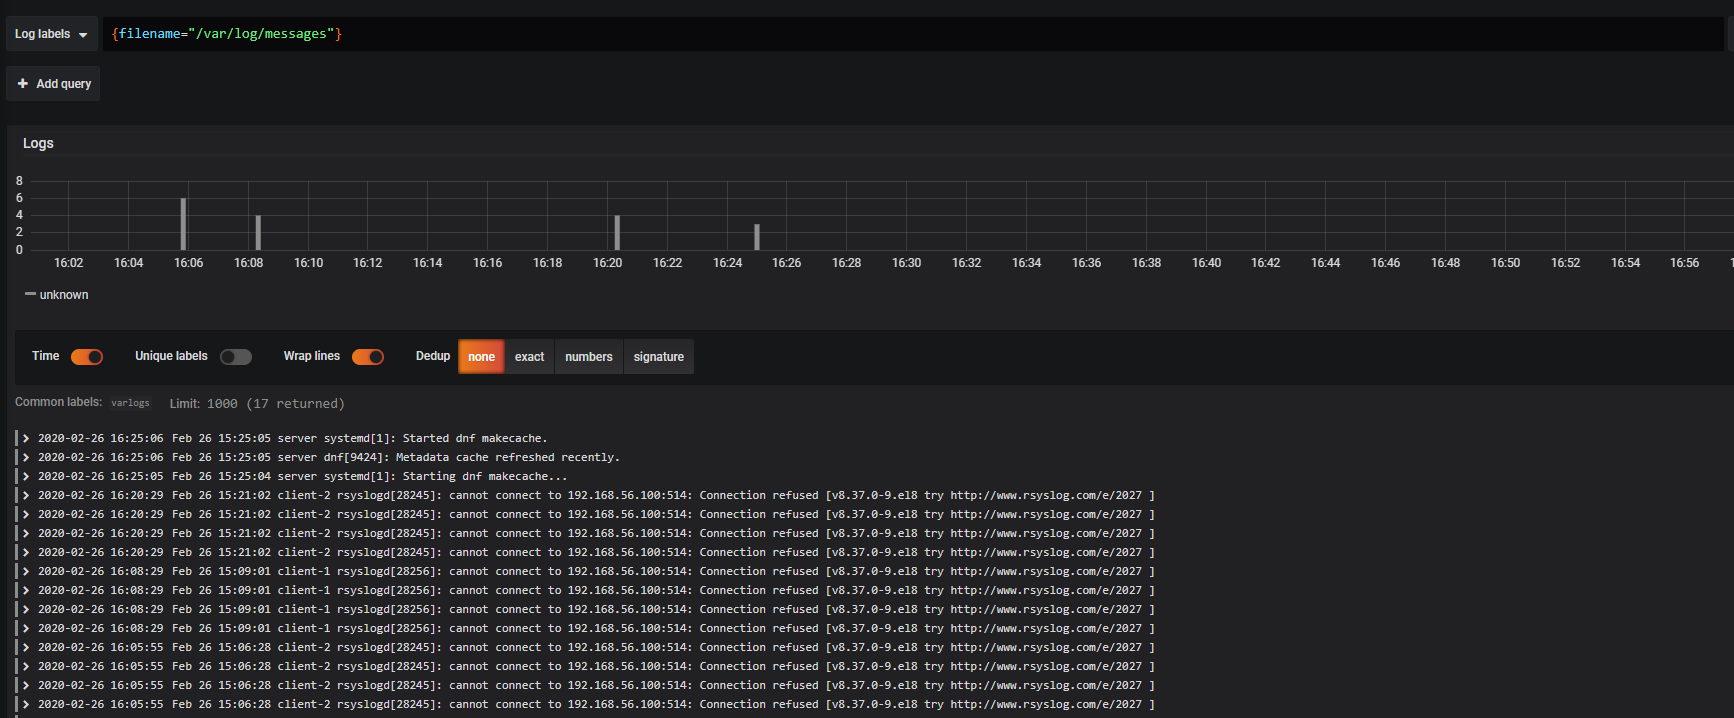 Log labels {filename="/var/log/messages"}
+ Add query
Logs
8
6
4
2
0
16:02 16:04 16:06 16:08 16:10 16:12 16:14 16:16 16:18 16:20 16:22 16:24 16:26 16:28 16:30 16:32 16:34 16:36 16:38 16:40 16:42 16:44 16:46 16:48 16:50 16:52 16:54 16:56
unknown
Time Unique labels Wrap lines Dedup none exact numbers signature
Common labels: varlogs Limit: 1000 (17 returned)
> 2020-02-26 16:25:06 Feb 26 15:25:05 server systemd[1]: Started dnf makecache.
> 2020-02-26 16:25:06 Feb 26 15:25:05 server dnf[9424]: Metadata cache refreshed recently.
> 2020-02-26 16:25:05 Feb 26 15:25:04 server systemd[1]: Starting dnf makecache...
> 2020-02-26 16:20:29 Feb 26 15:21:02 client-2 rsyslogd[28245]: cannot connect to 192.168.56.100:514: Connection refused [v8.37.0-9.el8 try http://www.rsyslog.com/e/2027 ]
> 2020-02-26 16:20:29 Feb 26 15:21:02 client-2 rsyslogd[28245]: cannot connect to 192.168.56.100:514: Connection refused [v8.37.0-9.el8 try http://www.rsyslog.com/e/2027 ]
> 2020-02-26 16:20:29 Feb 26 15:21:02 client-2 rsyslogd[28245]: cannot connect to 192.168.56.100:514: Connection refused [v8.37.0-9.el8 try http://www.rsyslog.com/e/2027 ]
> 2020-02-26 16:20:29 Feb 26 15:21:02 client-2 rsyslogd[28245]: cannot connect to 192.168.56.100:514: Connection refused [v8.37.0-9.el8 try http://www.rsyslog.com/e/2027 ]
> 2020-02-26 16:08:29 Feb 26 15:09:01 client-1 rsyslogd[28256]: cannot connect to 192.168.56.100:514: Connection refused [v8.37.0-9.el8 try http://www.rsyslog.com/e/2027 ]
> 2020-02-26 16:08:29 Feb 26 15:09:01 client-1 rsyslogd[28256]: cannot connect to 192.168.56.100:514: Connection refused [v8.37.0-9.el8 try http://www.rsyslog.com/e/2027 ]
> 2020-02-26 16:08:29 Feb 26 15:09:01 client-1 rsyslogd[28256]: cannot connect to 192.168.56.100:514: Connection refused [v8.37.0-9.el8 try http://www.rsyslog.com/e/2027 ]
> 2020-02-26 16:08:29 Feb 26 15:09:01 client-1 rsyslogd[28256]: cannot connect to 192.168.56.100:514: Connection refused [v8.37.0-9.el8 try http://www.rsyslog.com/e/2027 ]
> 2020-02-26 16:05:55 Feb 26 15:06:28 client-2 rsyslogd[28245]: cannot connect to 192.168.56.100:514: Connection refused [v8.37.0-9.el8 try http://www.rsyslog.com/e/2027 ]
> 2020-02-26 16:05:55 Feb 26 15:06:28 client-2 rsyslogd[28245]: cannot connect to 192.168.56.100:514: Connection refused [v8.37.0-9.el8 try http://www.rsyslog.com/e/2027 ]
> 2020-02-26 16:05:55 Feb 26 15:06:28 client-2 rsyslogd[28245]: cannot connect to 192.168.56.100:514: Connection refused [v8.37.0-9.el8 try http://www.rsyslog.com/e/2027 ]
> 2020-02-26 16:05:55 Feb 26 15:06:28 client-2 rsyslogd[28245]: cannot connect to 192.168.56.100:514: Connection refused [v8.37.0-9.el8 try http://www.rsyslog.com/e/2027 ]